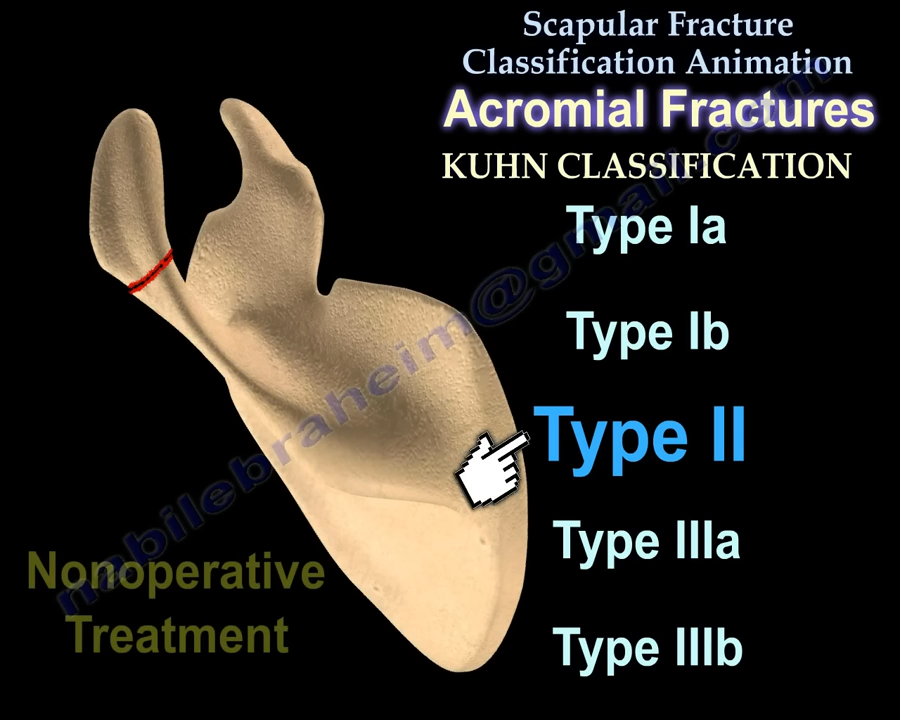 Scapular Fracture
Classification Animation
Acromial Fractures
KUHN CLASSIFICATION
Type Ia
Type Ib
Type II
Type IIIa
Type IIIb
Nonoperative
Treatment
nabilebraheim@gmail.com